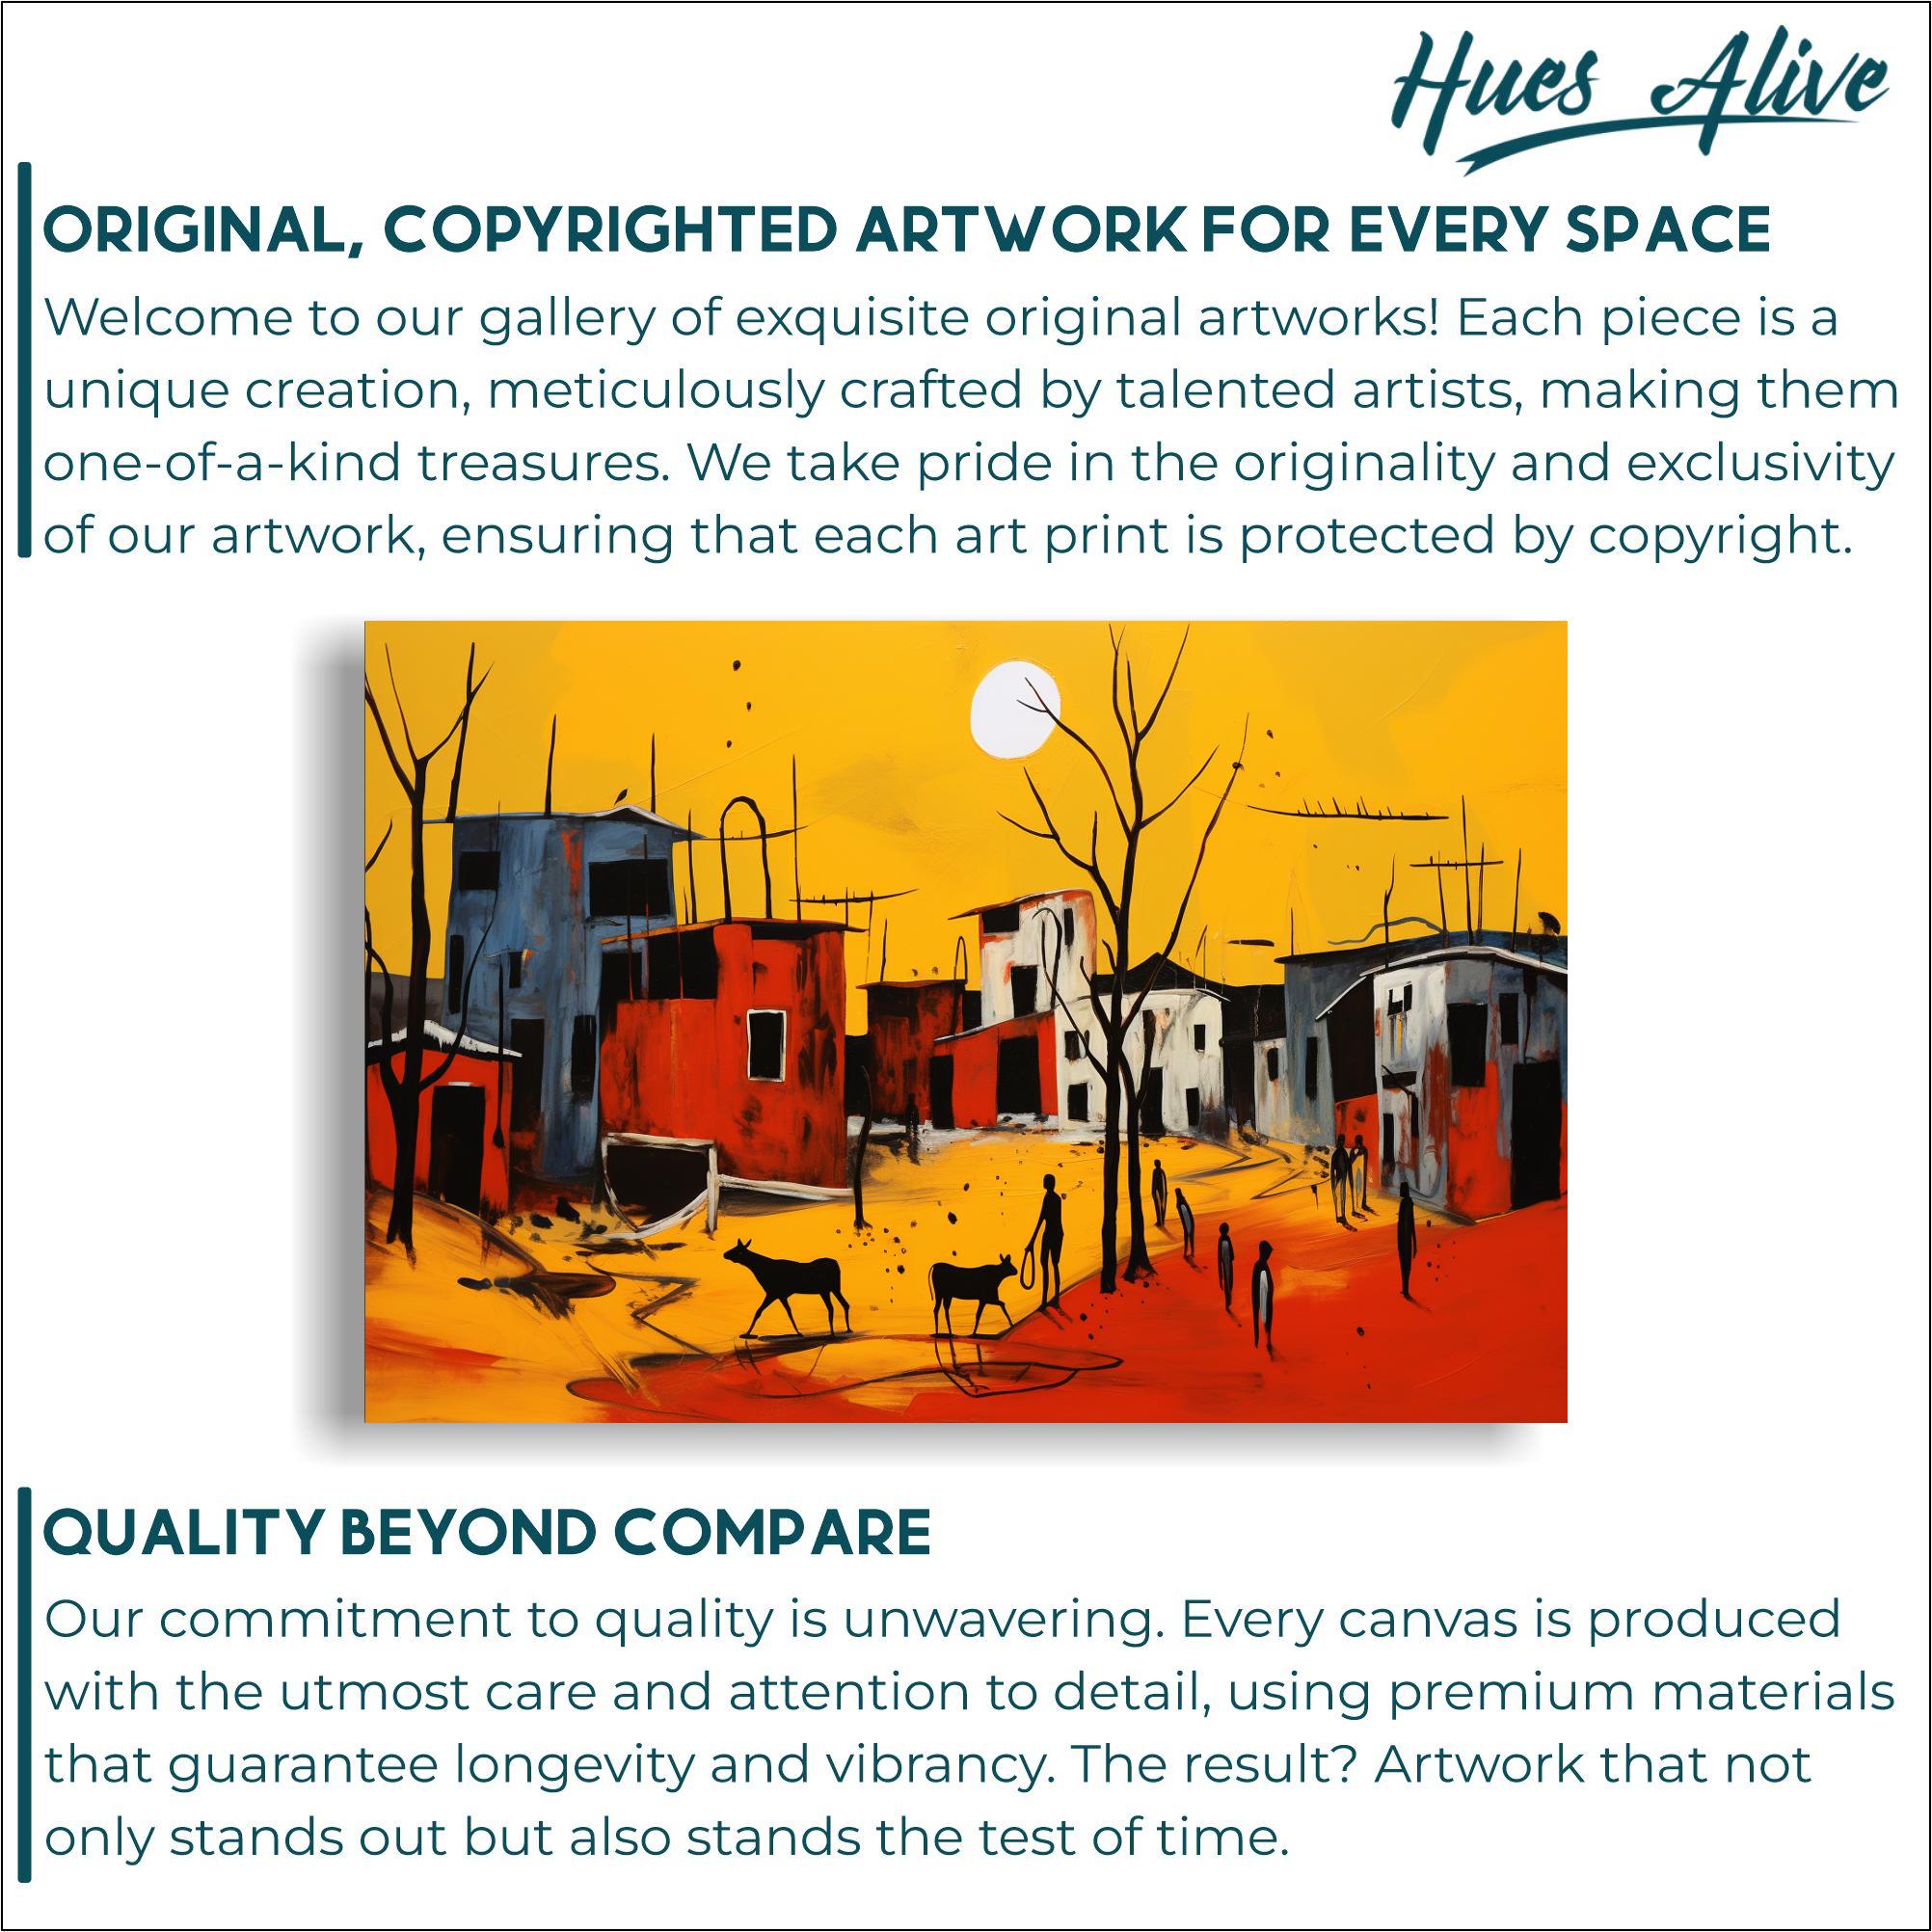 Hues Alive
ORIGINAL, COPYRIGHTED ARTWORK FOR EVERY SPACE
Welcome to our gallery of exquisite original artworks! Each piece is a
unique creation, meticulously crafted by talented artists, making them
one-of-a-kind treasures. We take pride in the originality and exclusivity
of our artwork, ensuring that each art print is protected by copyright.
QUALITY BEYOND COMPARE
Our commitment to quality is unwavering. Every canvas is produced
with the utmost care and attention to detail, using premium materials
that guarantee longevity and vibrancy. The result? Artwork that not
only stands out but also stands the test of time.